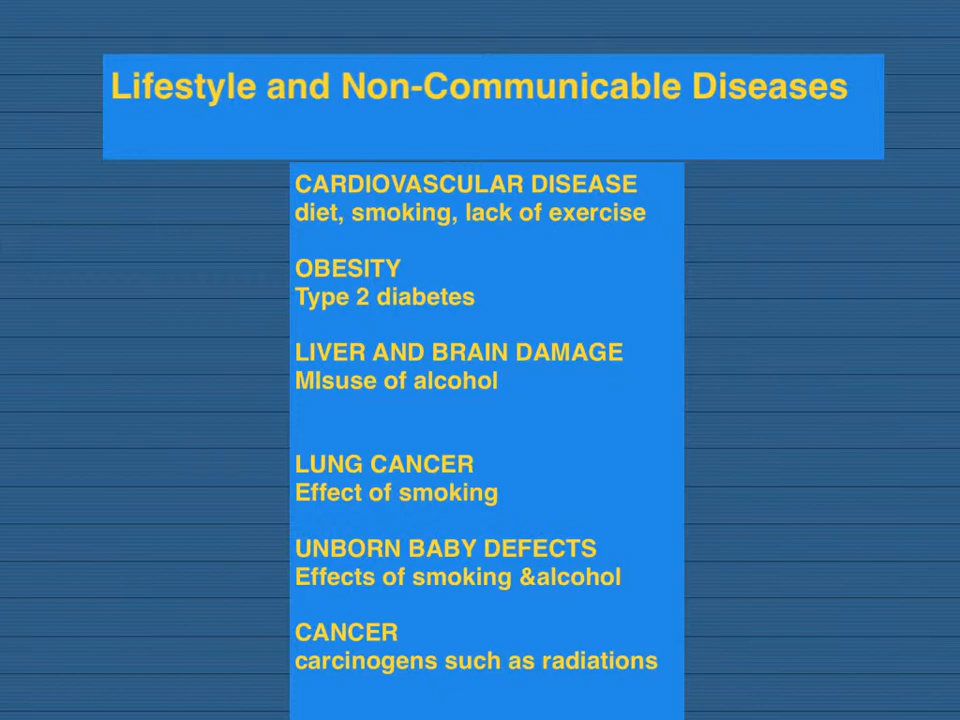 Lifestyle and Non-Communicable Diseases
CARDIOVASCULAR DISEASE
diet, smoking, lack of exercise
OBESITY
Type 2 diabetes
LIVER AND BRAIN DAMAGE
MIsuse of alcohol
LUNG CANCER
Effect of smoking
UNBORN BABY DEFECTS
Effects of smoking &alcohol
CANCER
carcinogens such as radiations